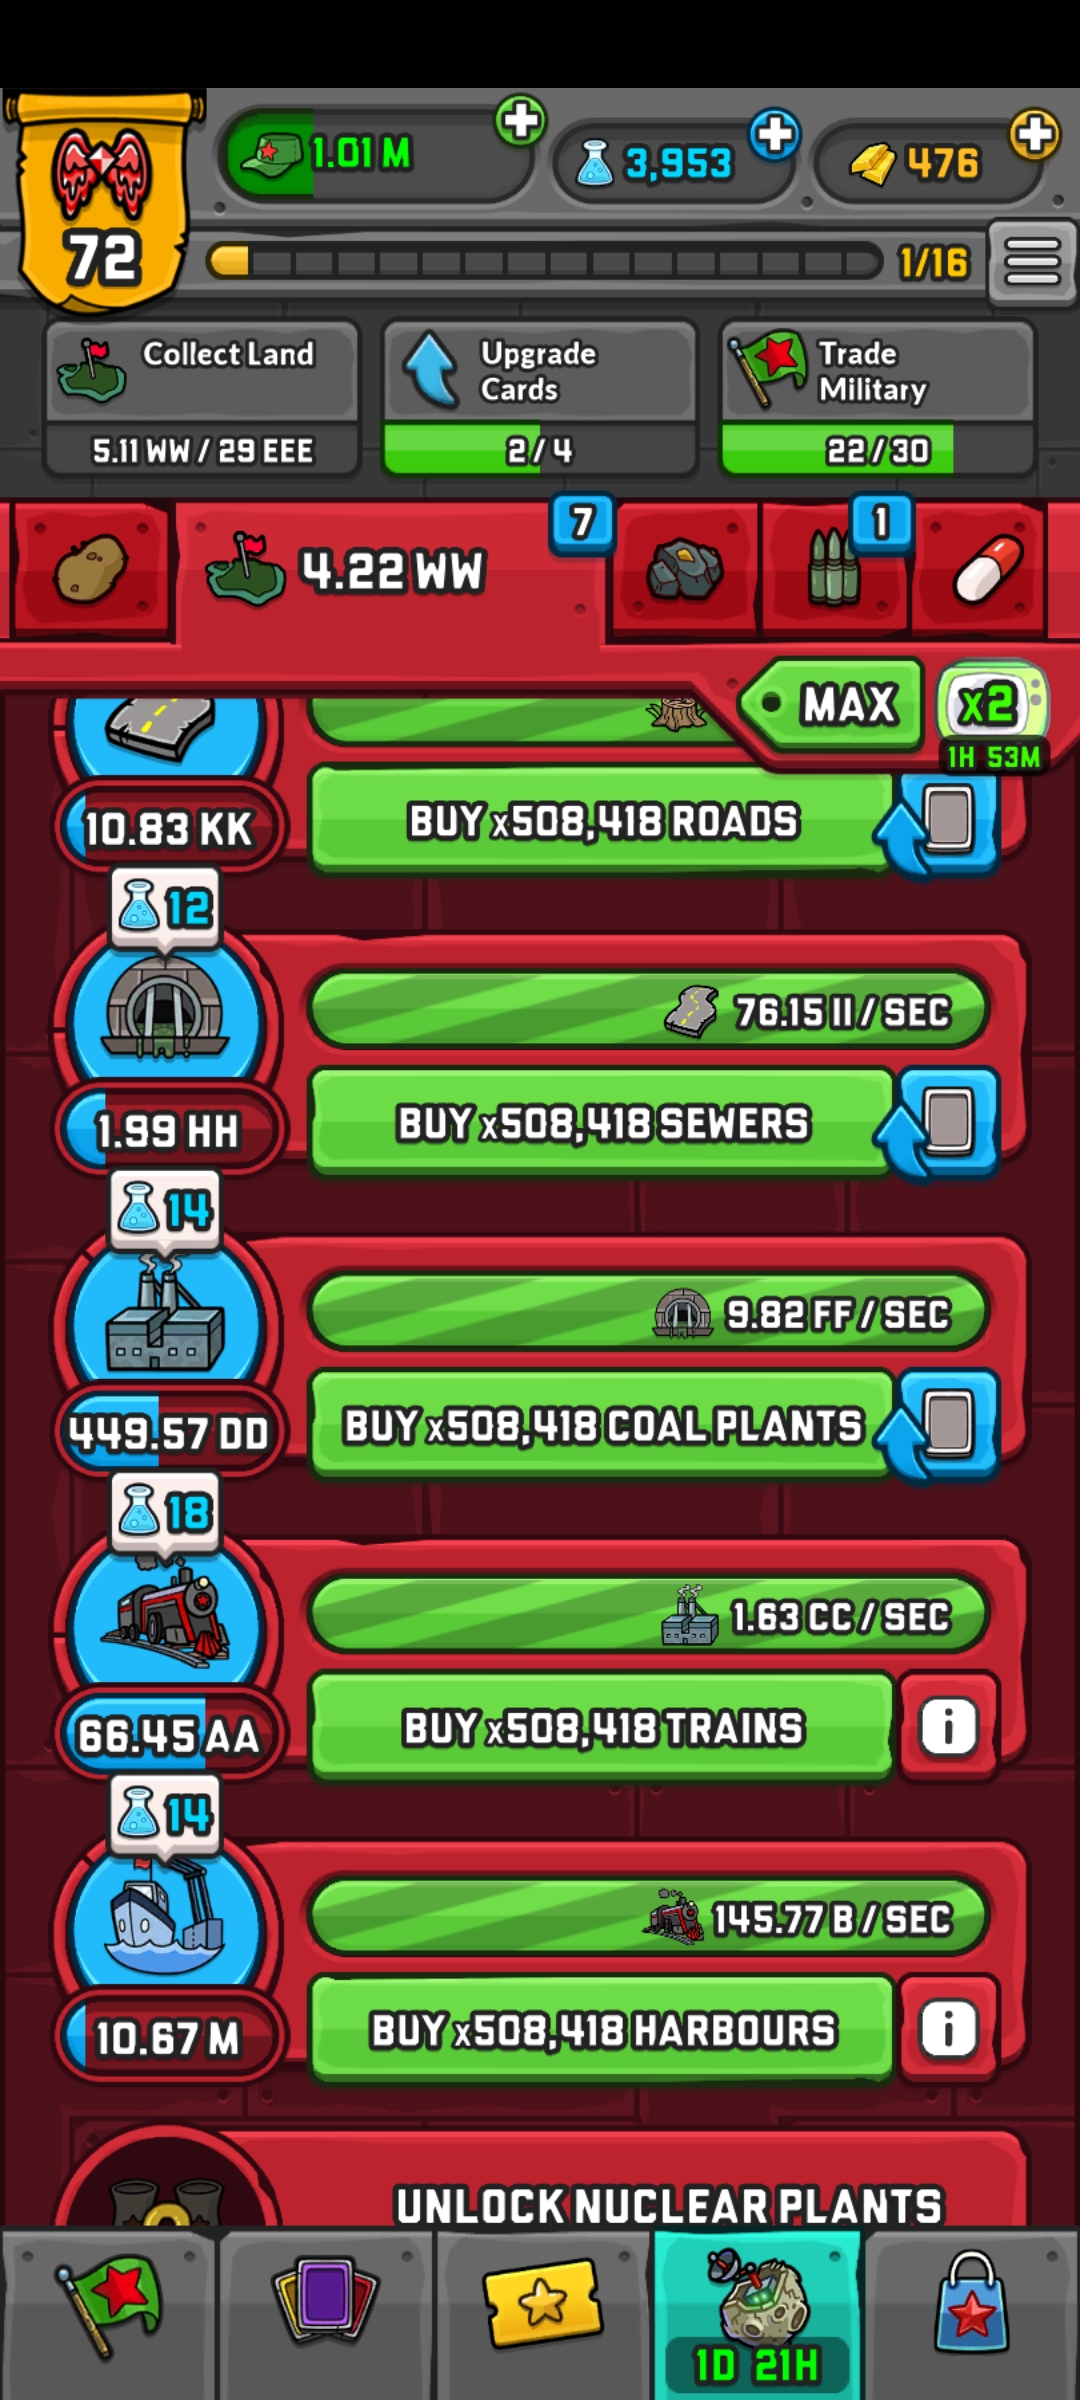 1.01 M
3,953
476
72
1/16
Collect Land
5.11 WW / 29 EEE
Upgrade
Cards
2/4
Trade
Military
22/30
4.22 WW
7
1
MAX
x2
1H 53M
10.83 KK
BUY x508,418 ROADS
12
76.15 II / SEC
1.99 HH
BUY x508,418 SEWERS
14
9.82 FF / SEC
449.57 DD
BUY x508,418 COAL PLANTS
18
1.63 CC / SEC
66.45 AA
BUY x508,418 TRAINS
i
14
145.77 B / SEC
10.67 M
BUY x508,418 HARBOURS
i
UNLOCK NUCLEAR PLANTS
1D 21H